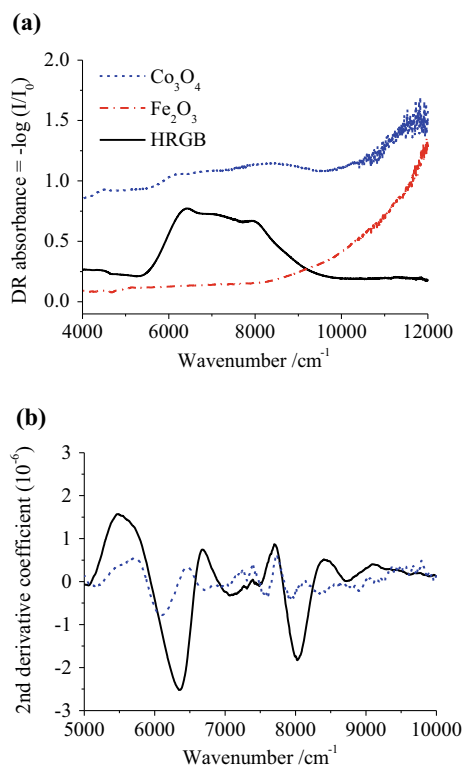 (a)
2.0
1.5
1.0
0.5
0.0
DR absorbance = -log (I/I₀)
Co₃O₄
Fe₂O₃
HRGB
4000 6000 8000 10000 12000
Wavenumber /cm⁻¹
(b)
3
2
1
0
-1
-2
-3
2nd derivative coefficient (10⁻⁶)
5000 6000 7000 8000 9000 10000
Wavenumber /cm⁻¹